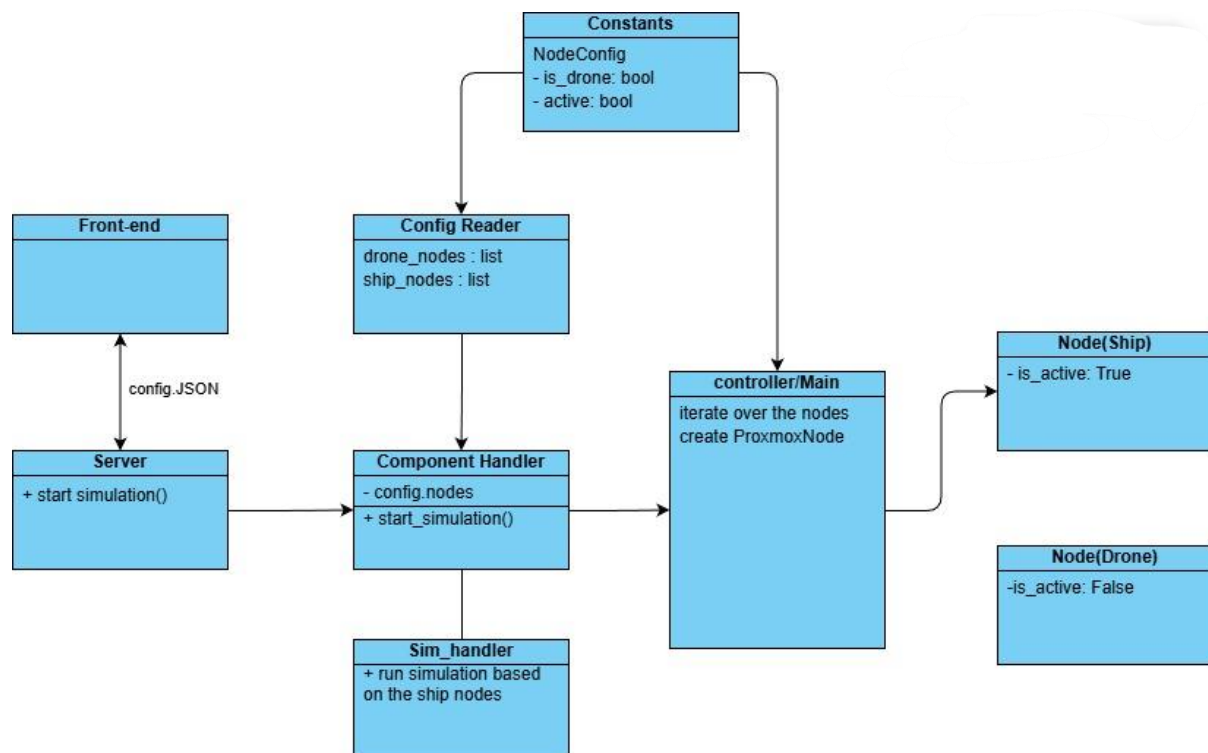 Constants
NodeConfig
- is_drone: bool
- active: bool
Front-end
Config Reader
drone_nodes : list
ship_nodes : list
config.JSON
Node(Ship)
- is_active: True
controller/Main
iterate over the nodes
create ProxmoxNode
Server
+ start simulation()
Component Handler
- config.nodes
+ start_simulation()
Node(Drone)
-is_active: False
Sim_handler
+ run simulation based
on the ship nodes